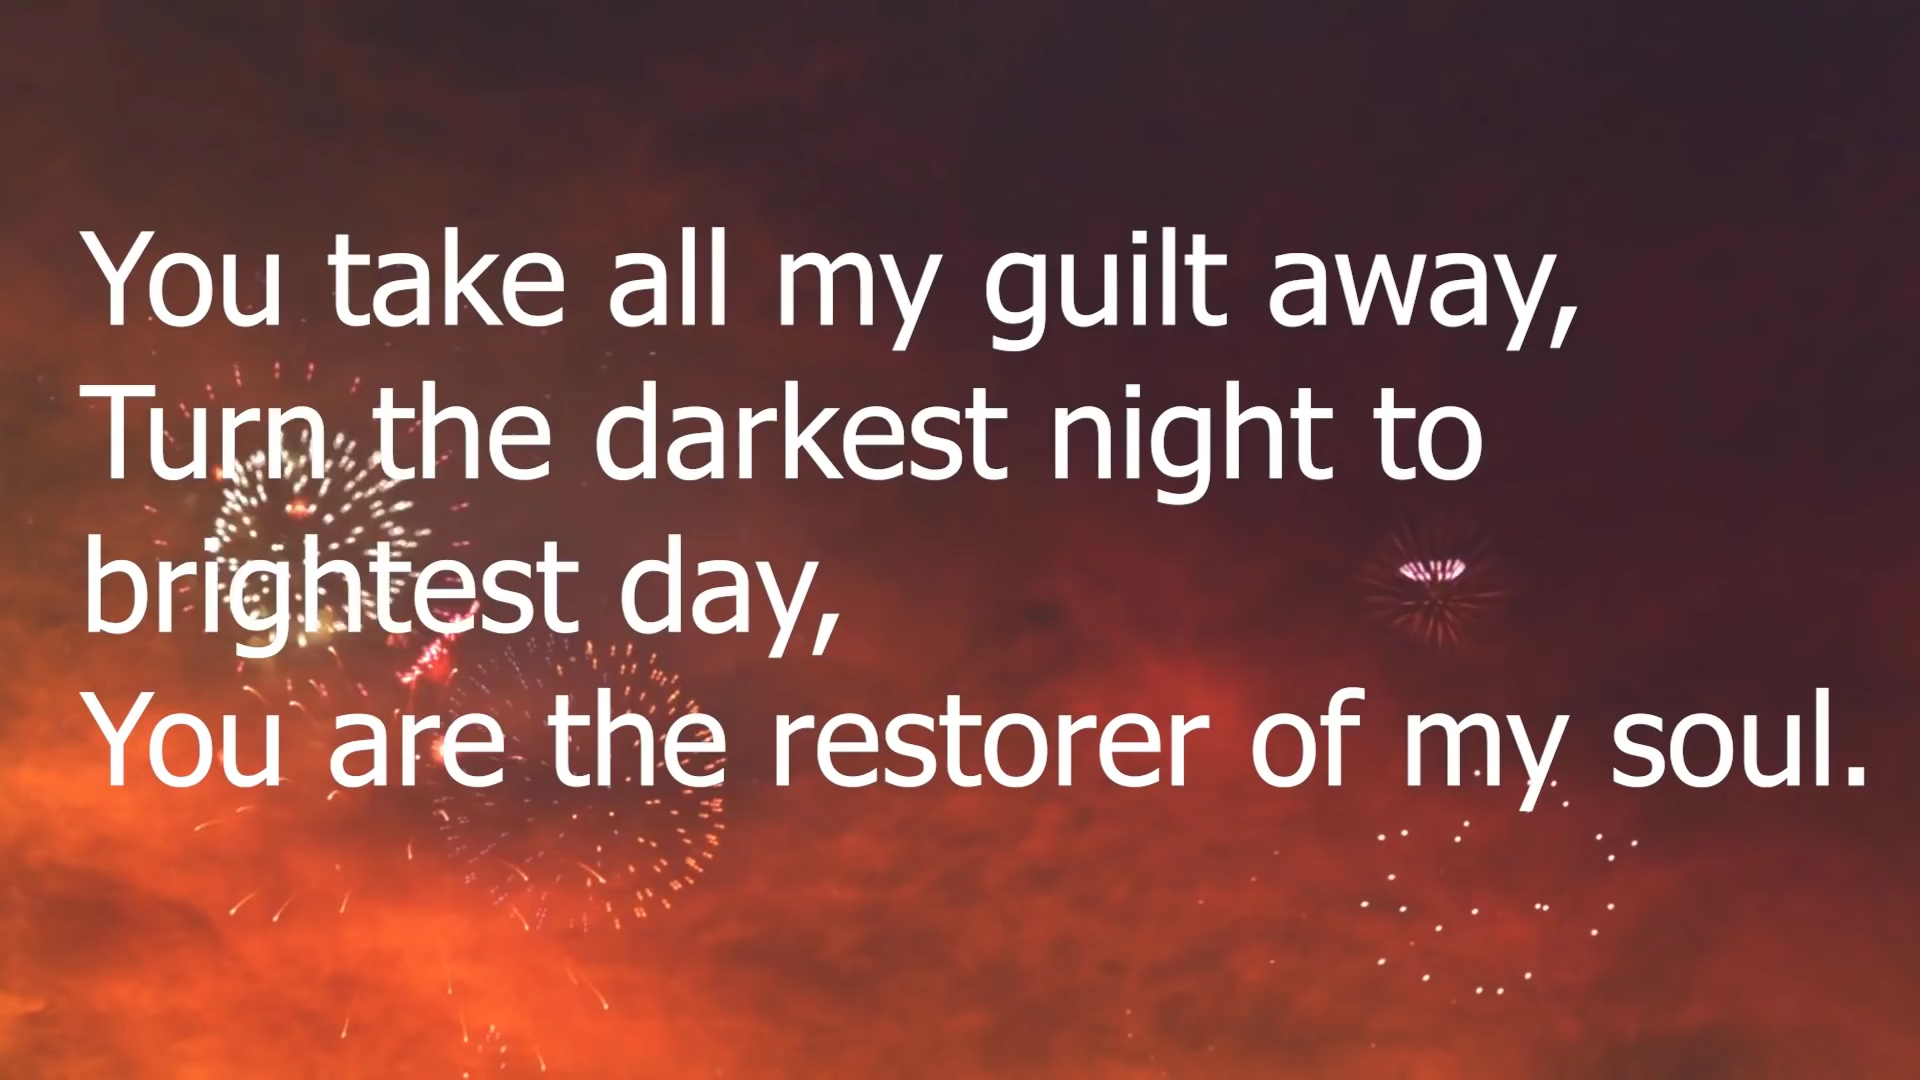 You take all my guilt away,
Turn the darkest night to
brightest day,
You are the restorer of my soul.